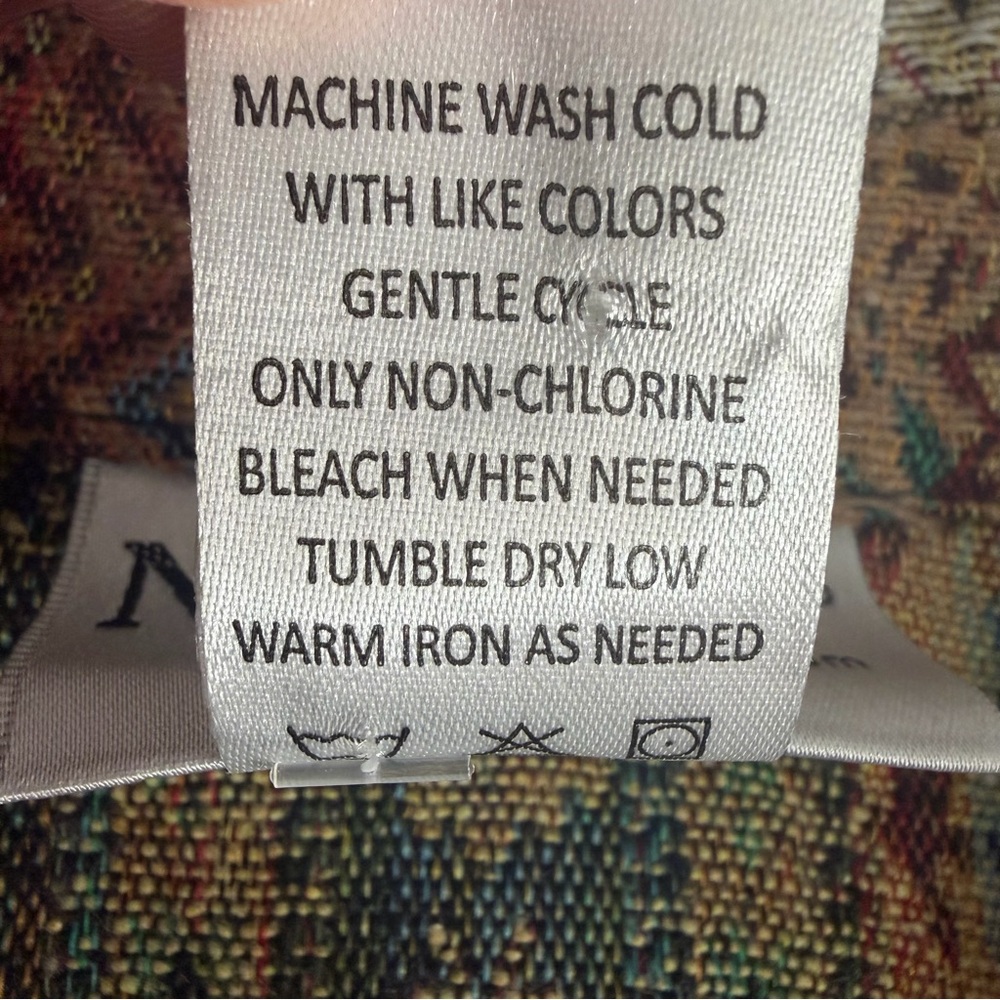 MACHINE WASH COLD
WITH LIKE COLORS
GENTLE CYCLE
ONLY NON-CHLORINE
BLEACH WHEN NEEDED
TUMBLE DRY LOW
WARM IRON AS NEEDED